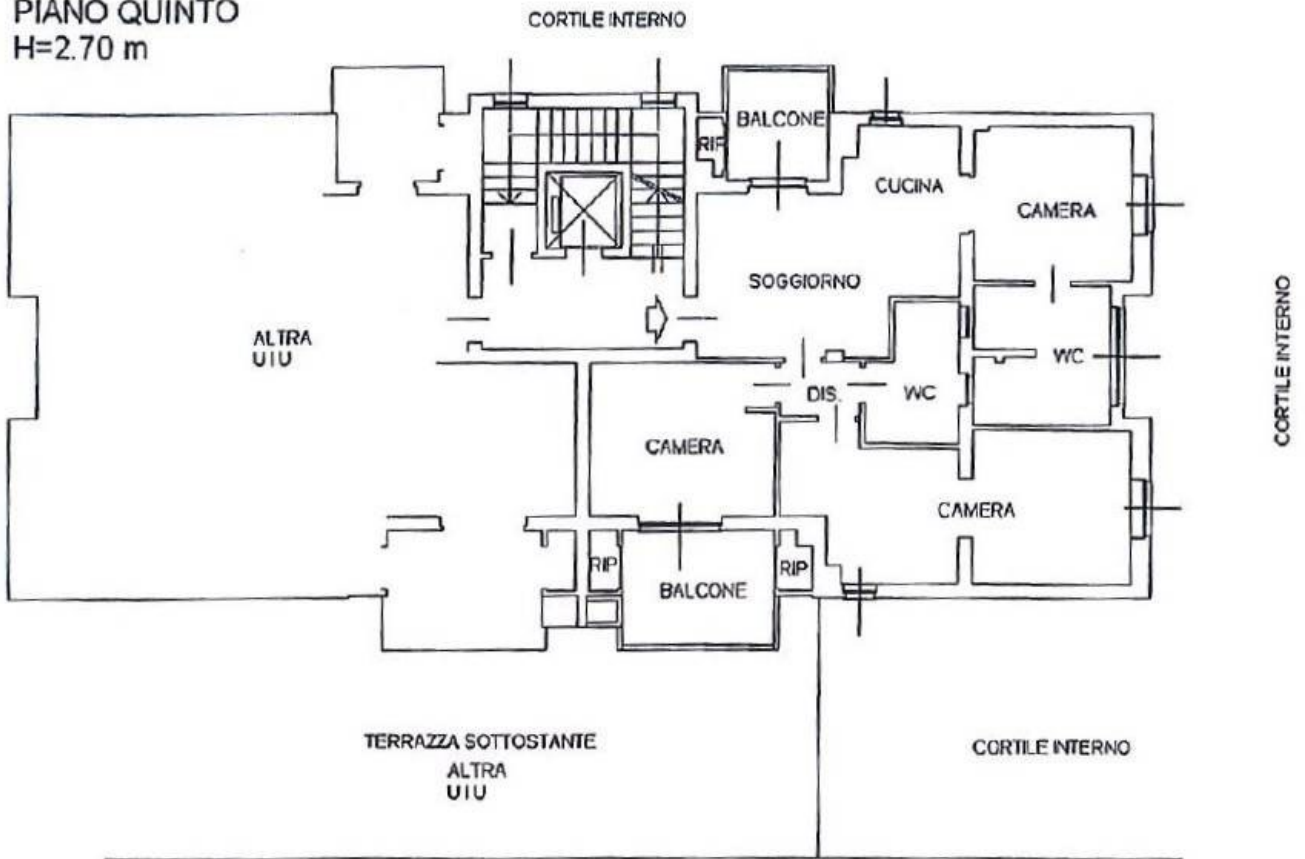 PIANO QUINTO
H=2.70 m
CORTILE INTERNO
BALCONE
RIP
CUCINA
CAMERA
SOGGIORNO
CORTILE INTERNO
ALTRA
UIU
WC
DIS.
WC
CAMERA
CAMERA
RIP
RIP
BALCONE
TERRAZZA SOTTOSTANTE
ALTRA
UIU
CORTILE INTERNO